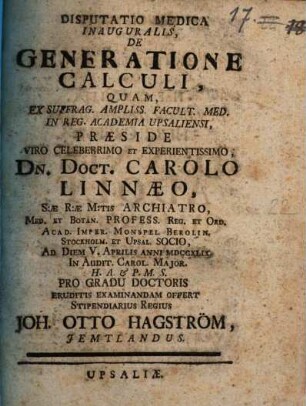 17.
18
DISPUTATIO MEDICA
INAUGURALIS,
DE
GENERATIONE
CALCULI,
QUAM,
EX SUFFRAG. AMPLISS. FACULT. MED.
IN REG. ACADEMIA UPSALIENSI,
PRÆSIDE
VIRO CELEBERRIMO ET EXPERIENTISSIMO,
DN. DOCT. CAROLO
LINNÆO,
S:Æ R:Æ M:TIS ARCHIATRO,
MED. ET BOTAN. PROFESS. REG. ET ORD.
ACAD. IMPER. MONSPEL. BEROLIN.
STOCKHOLM. ET UPSAL. SOCIO,
AD DIEM V. APRILIS ANNI MDCCXLIX.
IN AUDIT. CAROL. MAJOR.
H. A. & P. M. S.
PRO GRADU DOCTORIS
ERUDITIS EXAMINANDAM OFFERT
STIPENDIARIUS REGIUS
JOH. OTTO HAGSTRÖM,
JEMTLANDUS.
UPSALIÆ.